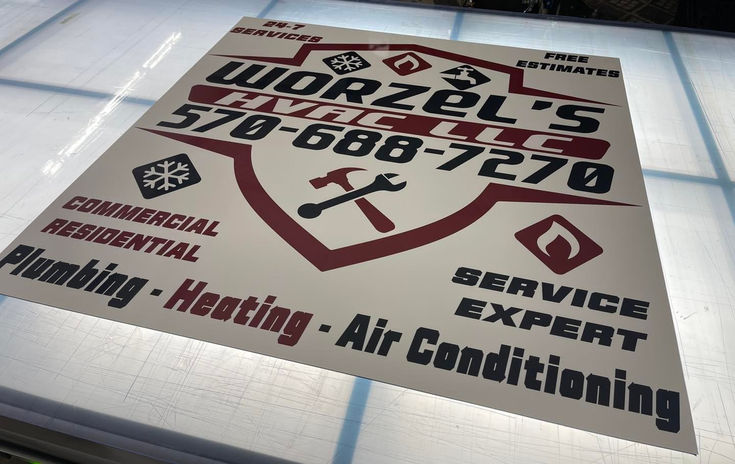 24-7
SERVICES
FREE
ESTIMATES
WORZEL'S
HVAC LLC
570-688-7270
COMMERCIAL
RESIDENTIAL
SERVICE
EXPERT
Plumbing - Heating - Air Conditioning